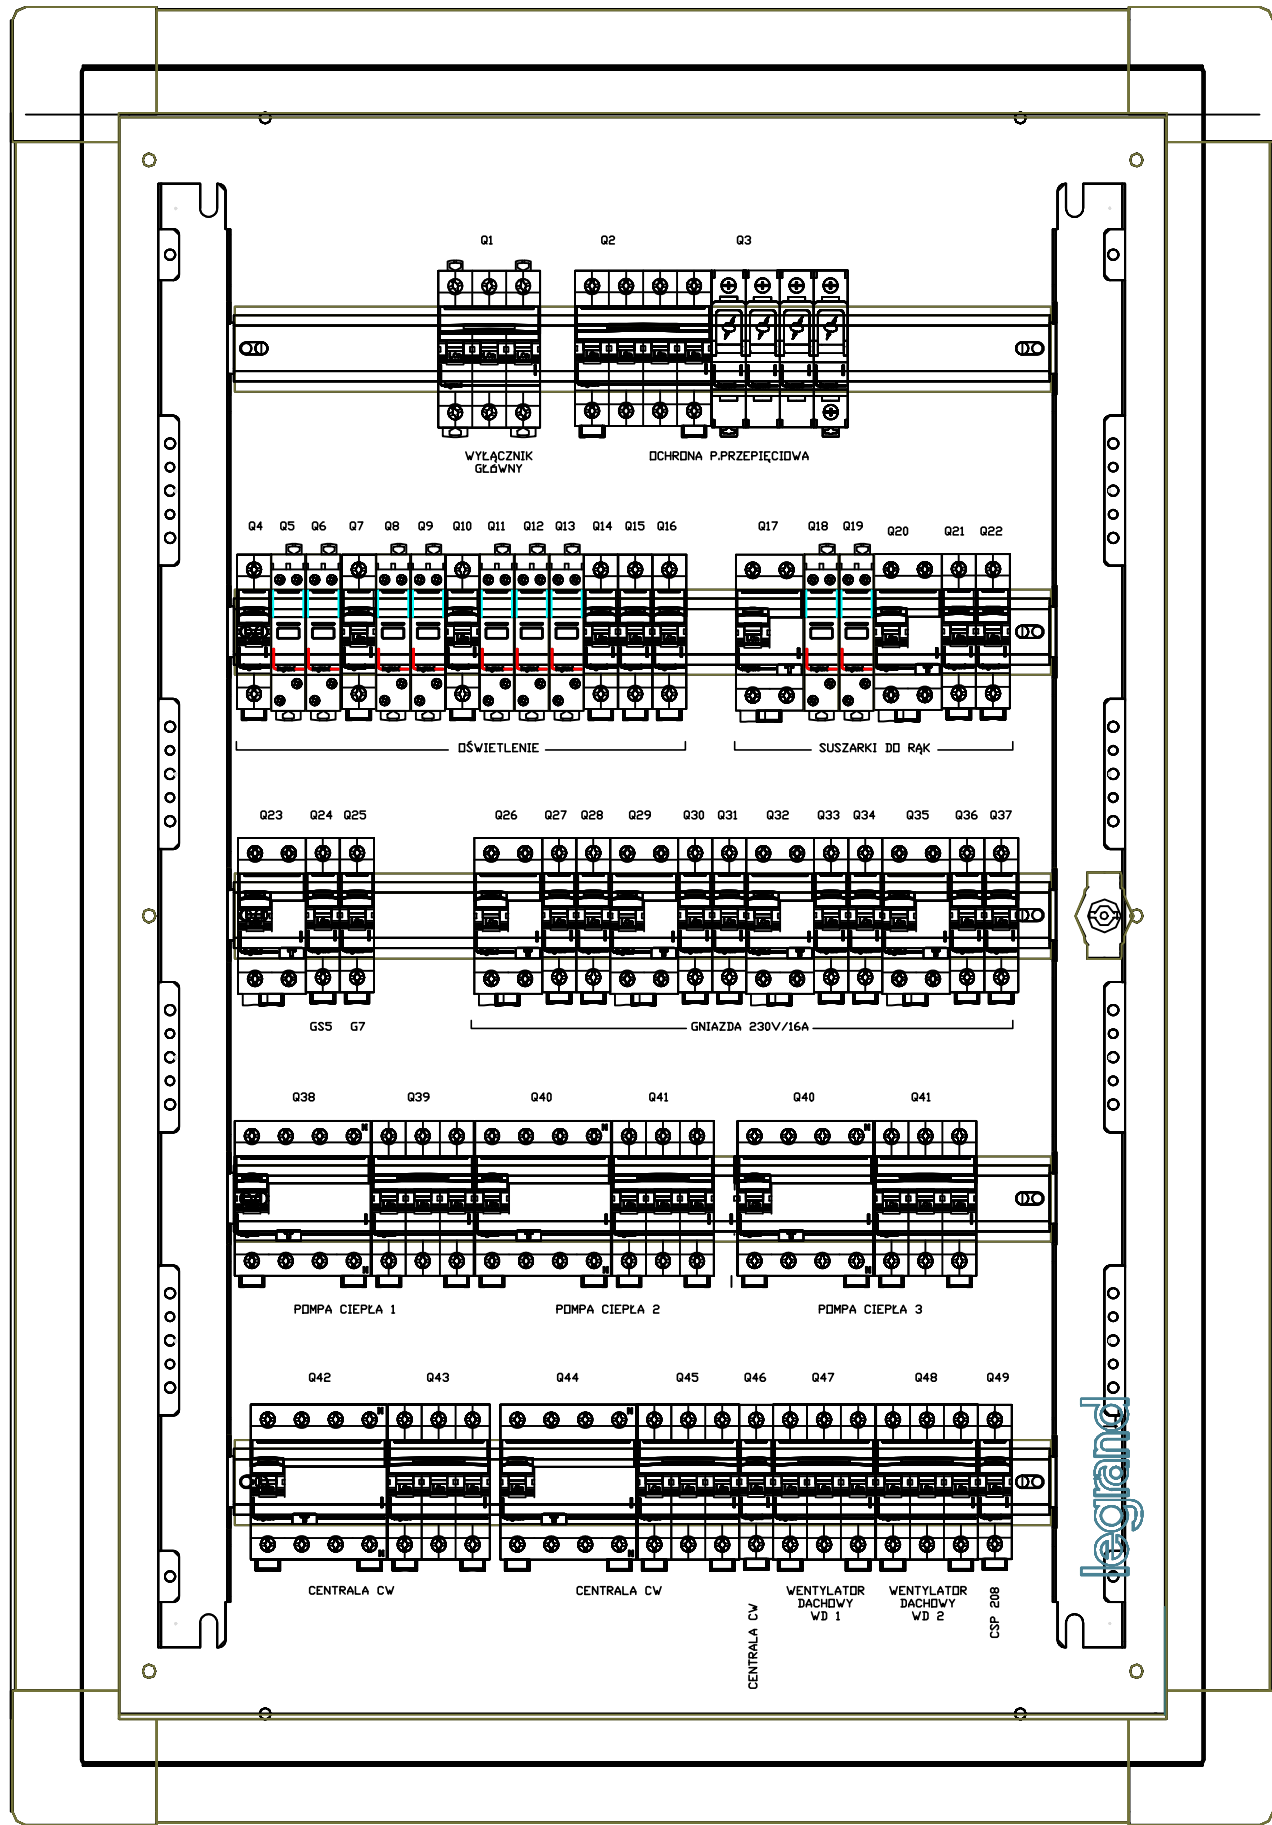 Q1 Q2 Q3
WYŁĄCZNIK
GŁÓWNY
OCHRONA P.PRZEPIĘCIOWA
Q4 Q5 Q6 Q7 Q8 Q9 Q10 Q11 Q12 Q13 Q14 Q15 Q16 Q17 Q18 Q19 Q20 Q21 Q22
OŚWIETLENIE SUSZARKI DO RĄK
Q23 Q24 Q25 Q26 Q27 Q28 Q29 Q30 Q31 Q32 Q33 Q34 Q35 Q36 Q37
GS5 G7 GNIAZDA 230V/16A
Q38 Q39 Q40 Q41 Q40 Q41
N N N
N N
POMPA CIEPŁA 1 POMPA CIEPŁA 2 POMPA CIEPŁA 3
Q42 Q43 Q44 Q45 Q46 Q47 Q48 Q49
N N
N N
CENTRALA CW CENTRALA CW
CENTRALA CW
WENTYLATOR
DACHOWY
WD 1
WENTYLATOR
DACHOWY
WD 2
CSP 208
legrand